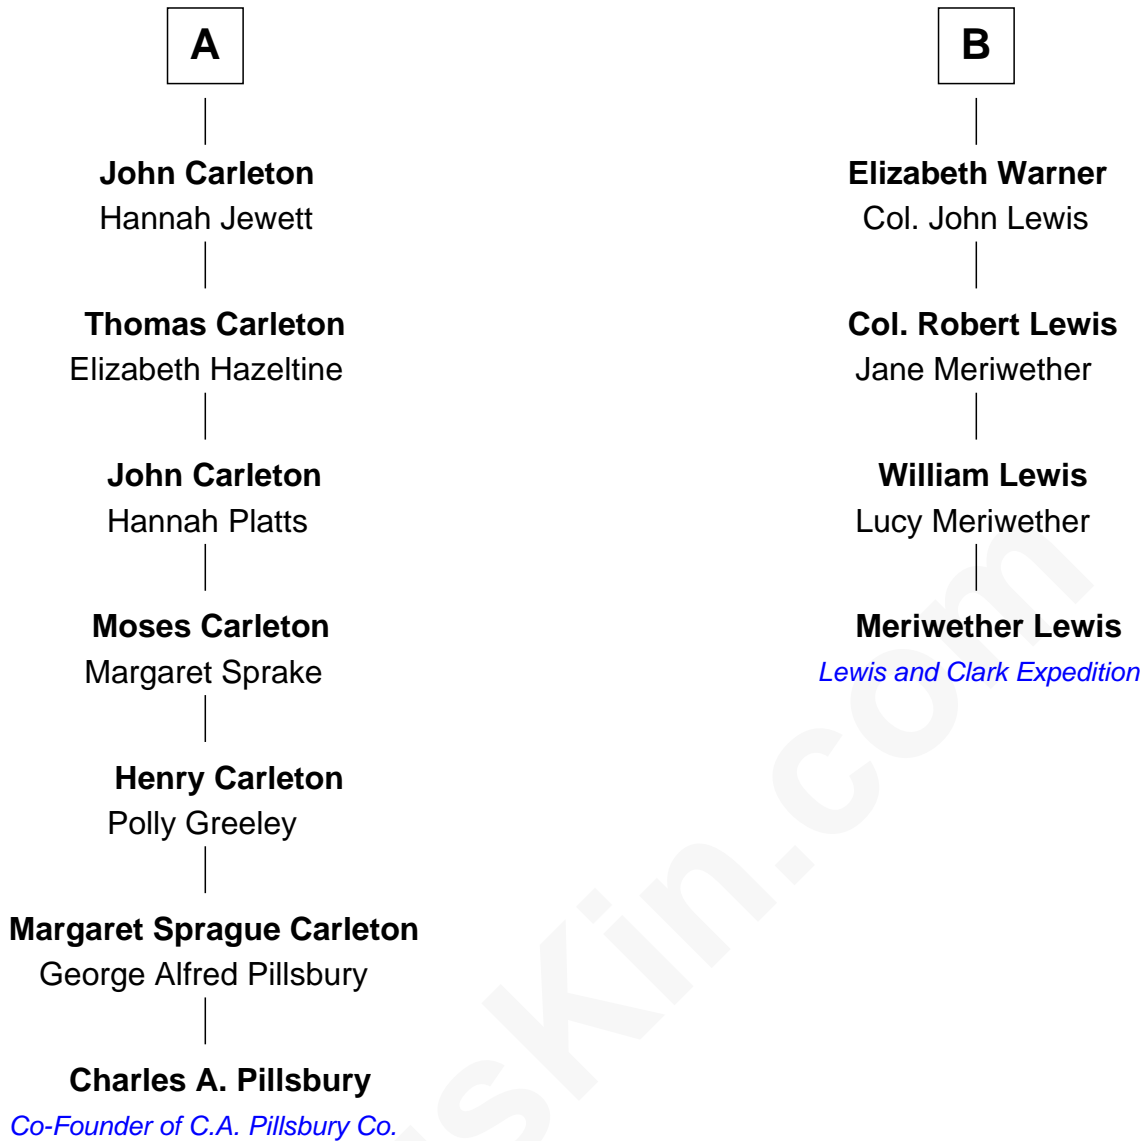 A
John Carleton
Hannah Jewett
Thomas Carleton
Elizabeth Hazeltine
John Carleton
Hannah Platts
Moses Carleton
Margaret Sprake
Henry Carleton
Polly Greeley
Margaret Sprague Carleton
George Alfred Pillsbury
Charles A. Pillsbury
Co-Founder of C.A. Pillsbury Co.
B
Elizabeth Warner
Col. John Lewis
Col. Robert Lewis
Jane Meriwether
William Lewis
Lucy Meriwether
Meriwether Lewis
Lewis and Clark Expedition
sKin.com